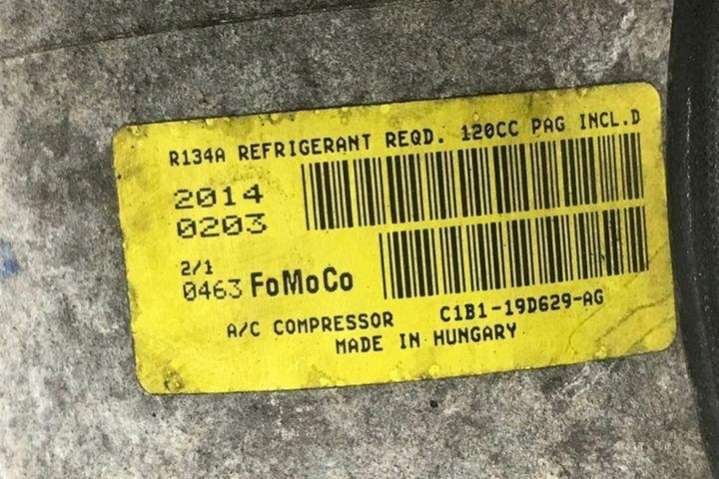 R134A REFRIGERANT REQD. 120CC PAG INCL.D
2014
0203
2/1
0463 FoMoCo
A/C COMPRESSOR C1B1-19D629-AG
MADE IN HUNGARY